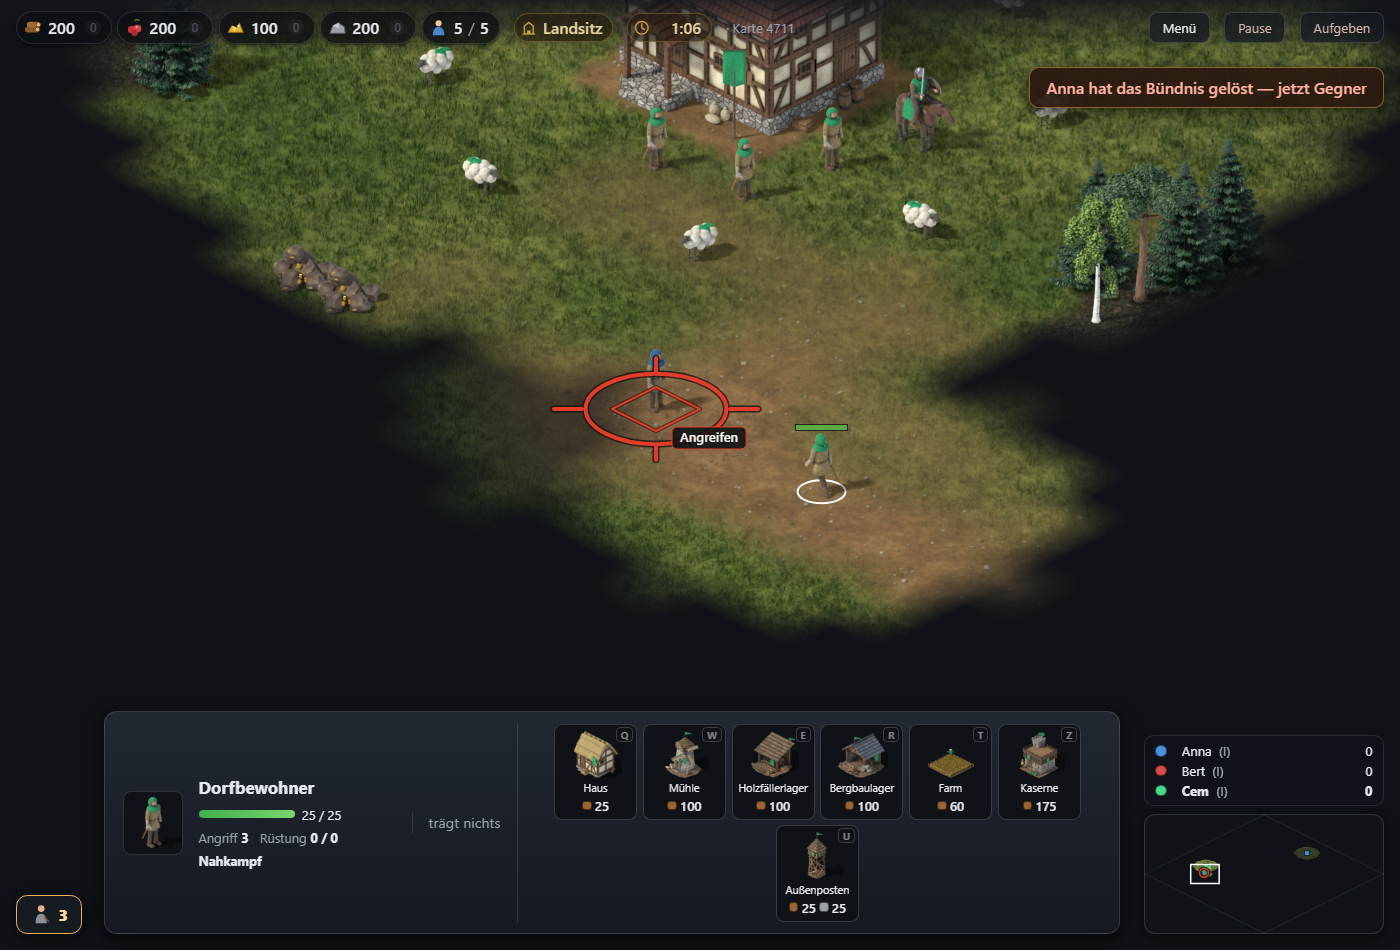 200 0 200 0 100 0 200 0 5 / 5 Landsitz 1:06 Karte 4711 Menü Pause Aufgeben
Anna hat das Bündnis gelöst — jetzt Gegner
Angreifen
Dorfbewohner
25 / 25
Angriff 3 Rüstung 0 / 0
Nahkampf
trägt nichts
Q W E R T Z
Haus Mühle Holzfällerlager Bergbaulager Farm Kaserne
25 100 100 100 60 175
U
Außenposten
25 25
Anna (I) 0
Bert (I) 0
Cem (I) 0
3